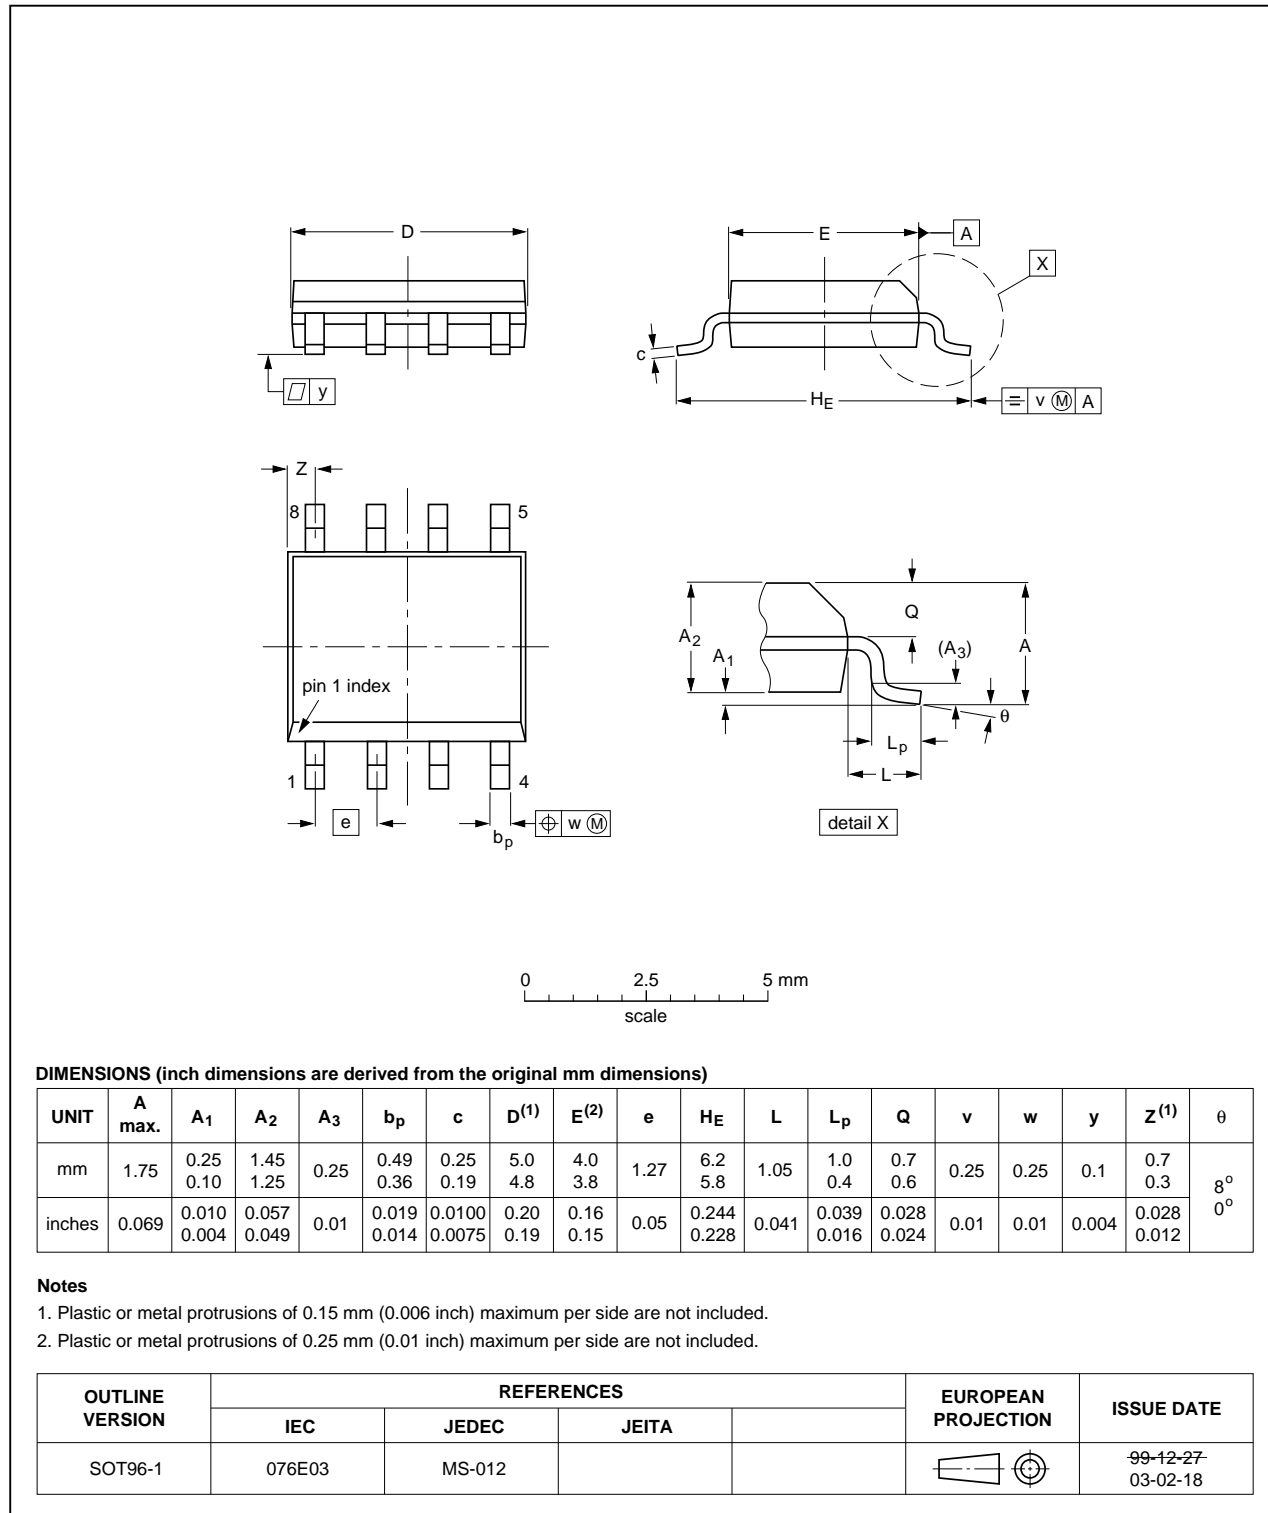 D
E
A
X
c
y
HE
v M A
Z
8
5
pin 1 index
1
4
e
bp
w M
A2
A1
Q
(A3)
A
θ
Lp
L
detail X
0 2.5 5 mm
scale
DIMENSIONS (inch dimensions are derived from the original mm dimensions)
UNIT A max. A1 A2 A3 bp c D(1) E(2) e HE L Lp Q v w y Z(1) θ
mm 1.75 0.25 0.10 1.45 1.25 0.25 0.49 0.36 0.25 0.19 5.0 4.8 4.0 3.8 1.27 6.2 5.8 1.05 1.0 0.4 0.7 0.6 0.25 0.25 0.1 0.7 0.3 8o 0o
inches 0.069 0.010 0.004 0.057 0.049 0.01 0.019 0.014 0.0100 0.0075 0.20 0.19 0.16 0.15 0.05 0.244 0.228 0.041 0.039 0.016 0.028 0.024 0.01 0.01 0.004 0.028 0.012
Notes
1. Plastic or metal protrusions of 0.15 mm (0.006 inch) maximum per side are not included.
2. Plastic or metal protrusions of 0.25 mm (0.01 inch) maximum per side are not included.
OUTLINE VERSION REFERENCES EUROPEAN PROJECTION ISSUE DATE
IEC JEDEC JEITA
SOT96-1 076E03 MS-012 99-12-27
03-02-18